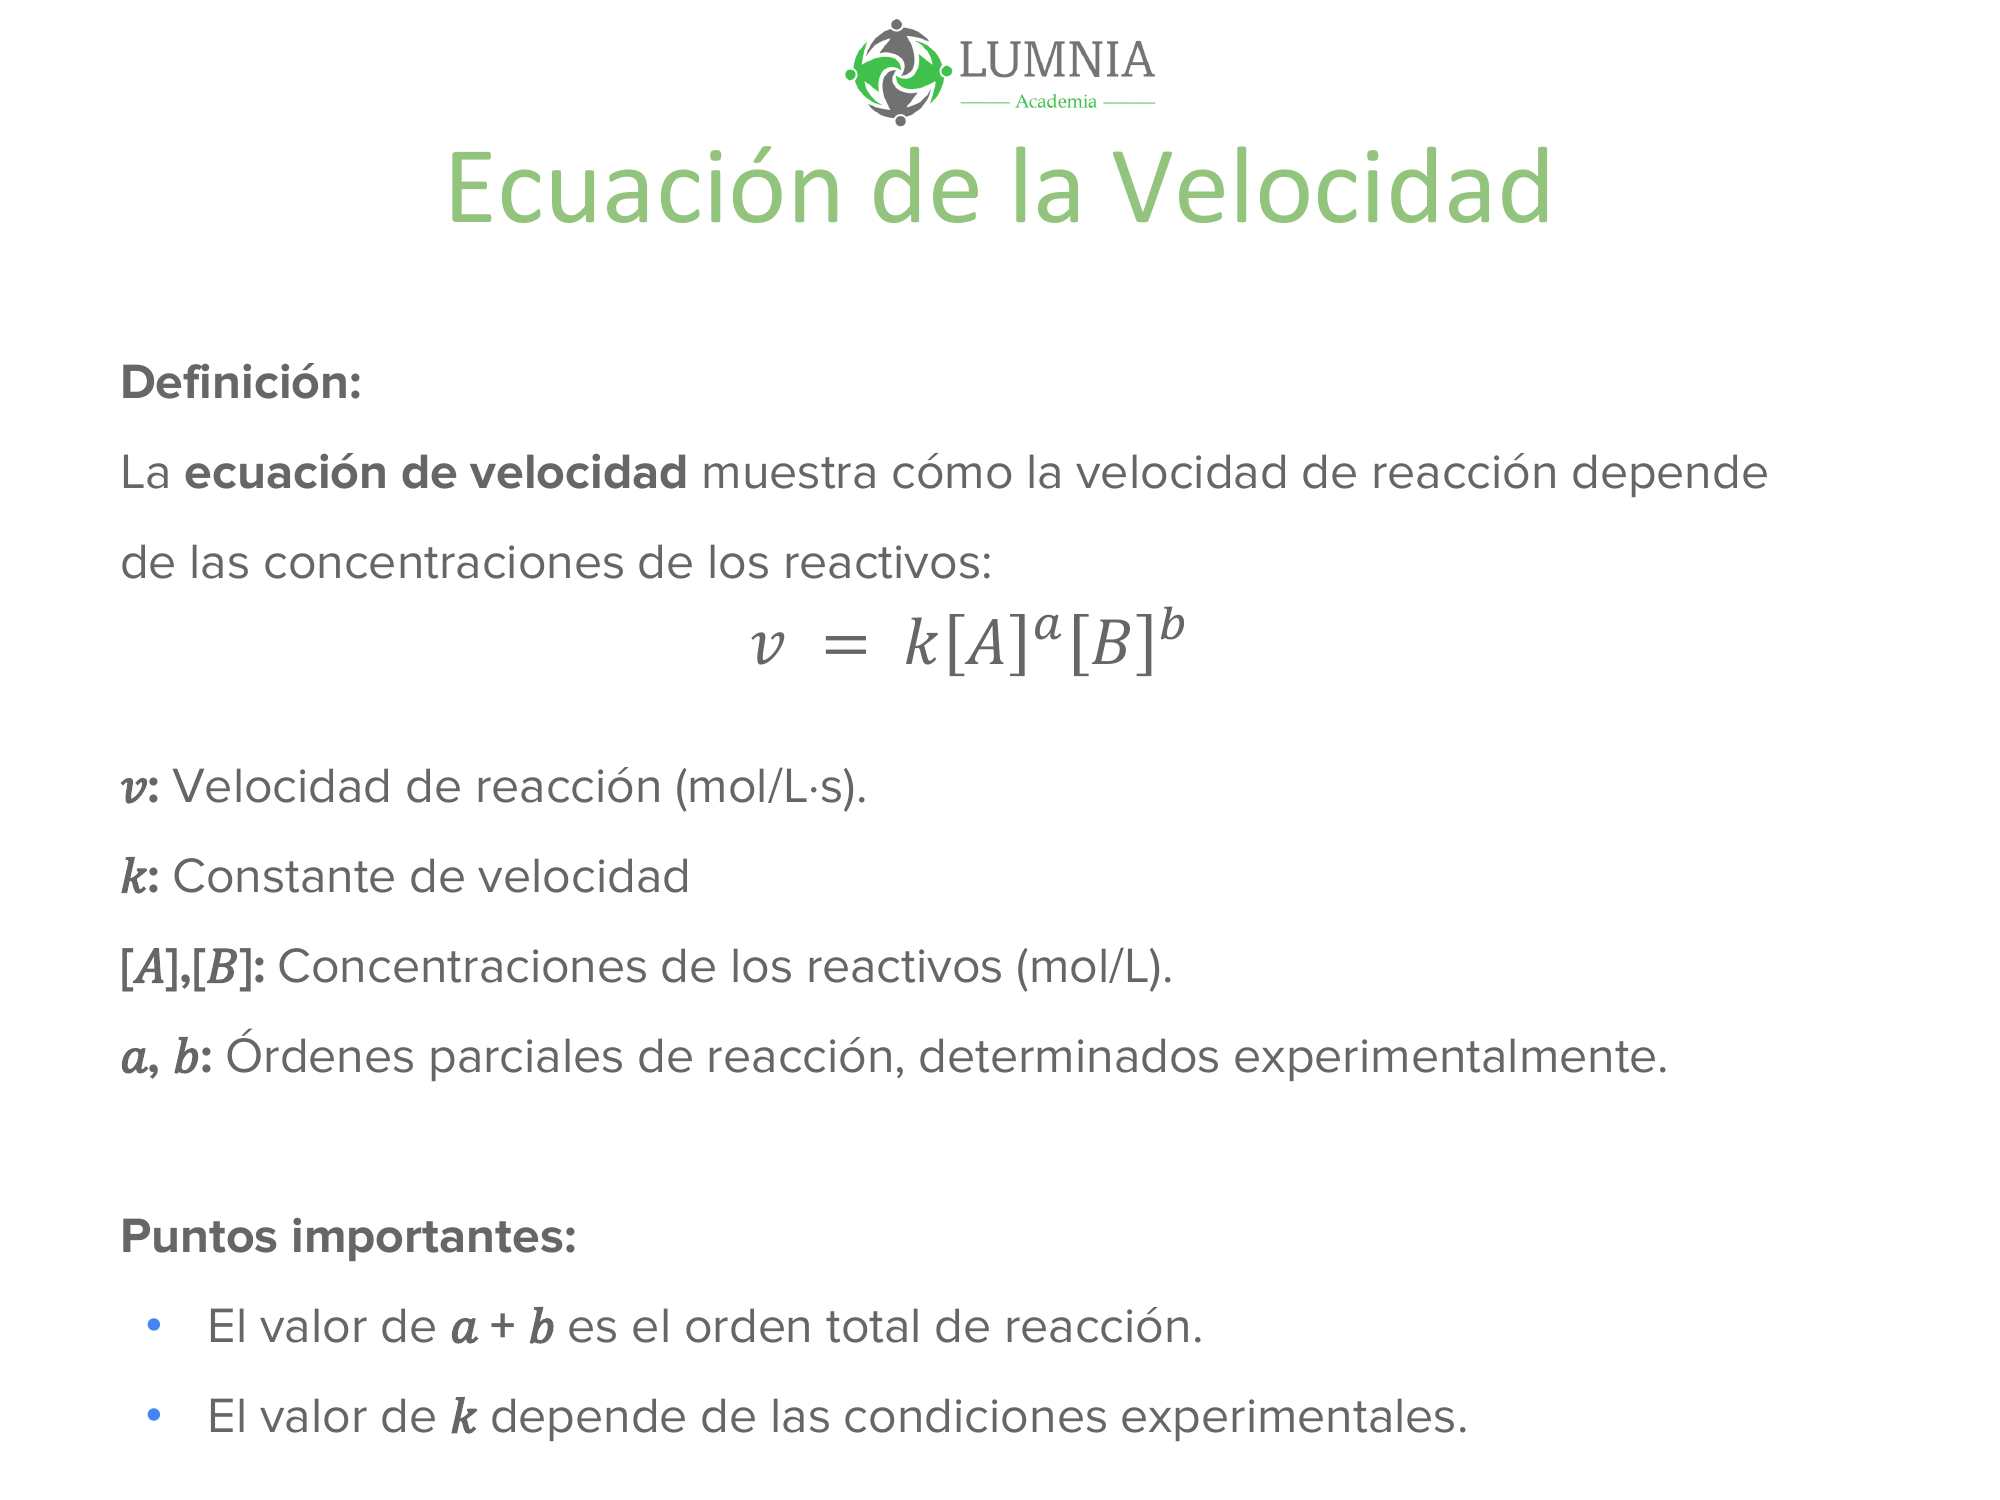 LUMNIA
Academia
Ecuación de la Velocidad
Definición:
La ecuación de velocidad muestra cómo la velocidad de reacción depende
de las concentraciones de los reactivos:
v = k[A]^a[B]^b
v: Velocidad de reacción (mol/L·s).
k: Constante de velocidad
[A],[B]: Concentraciones de los reactivos (mol/L).
a, b: Órdenes parciales de reacción, determinados experimentalmente.
Puntos importantes:
• El valor de a + b es el orden total de reacción.
• El valor de k depende de las condiciones experimentales.